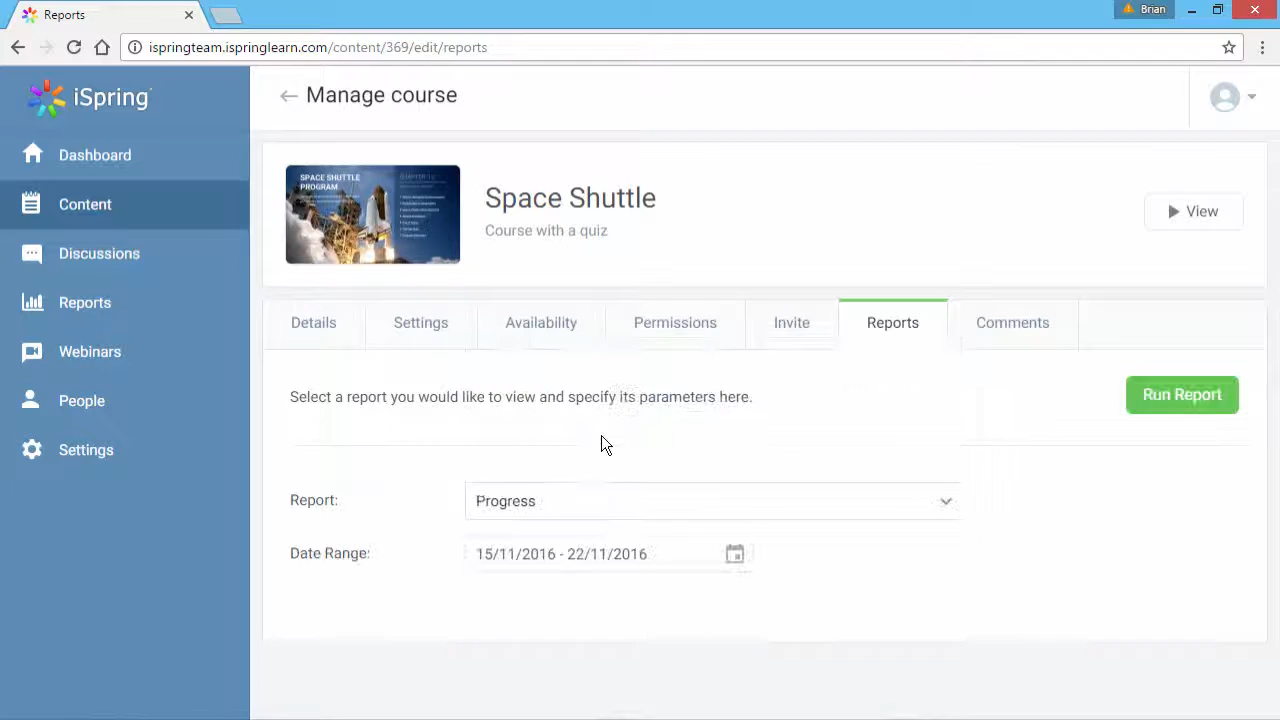 Reports
Brian
ispringteam.ispringlearn.com/content/369/edit/reports
iSpring
Manage course
Dashboard
Content
Discussions
Reports
Webinars
People
Settings
SPACE SHUTTLE
PROGRAM
Space Shuttle
Course with a quiz
View
Details
Settings
Availability
Permissions
Invite
Reports
Comments
Select a report you would like to view and specify its parameters here.
Run Report
Report:
Progress
Date Range:
15/11/2016 - 22/11/2016